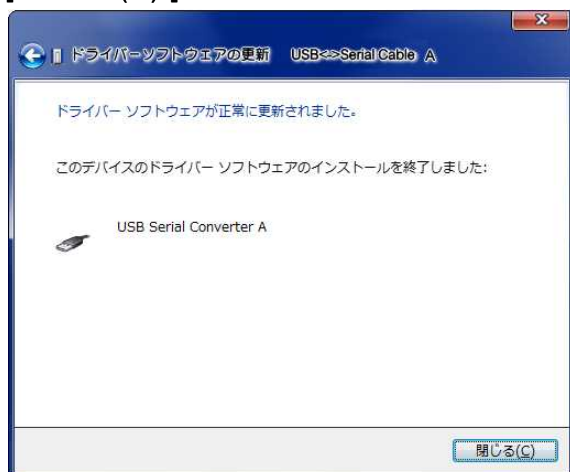 ドライバーソフトウェアの更新 USB<=>Serial Cable A
ドライバー ソフトウェアが正常に更新されました。
このデバイスのドライバー ソフトウェアのインストールを終了しました:
USB Serial Converter A
閉じる(C)